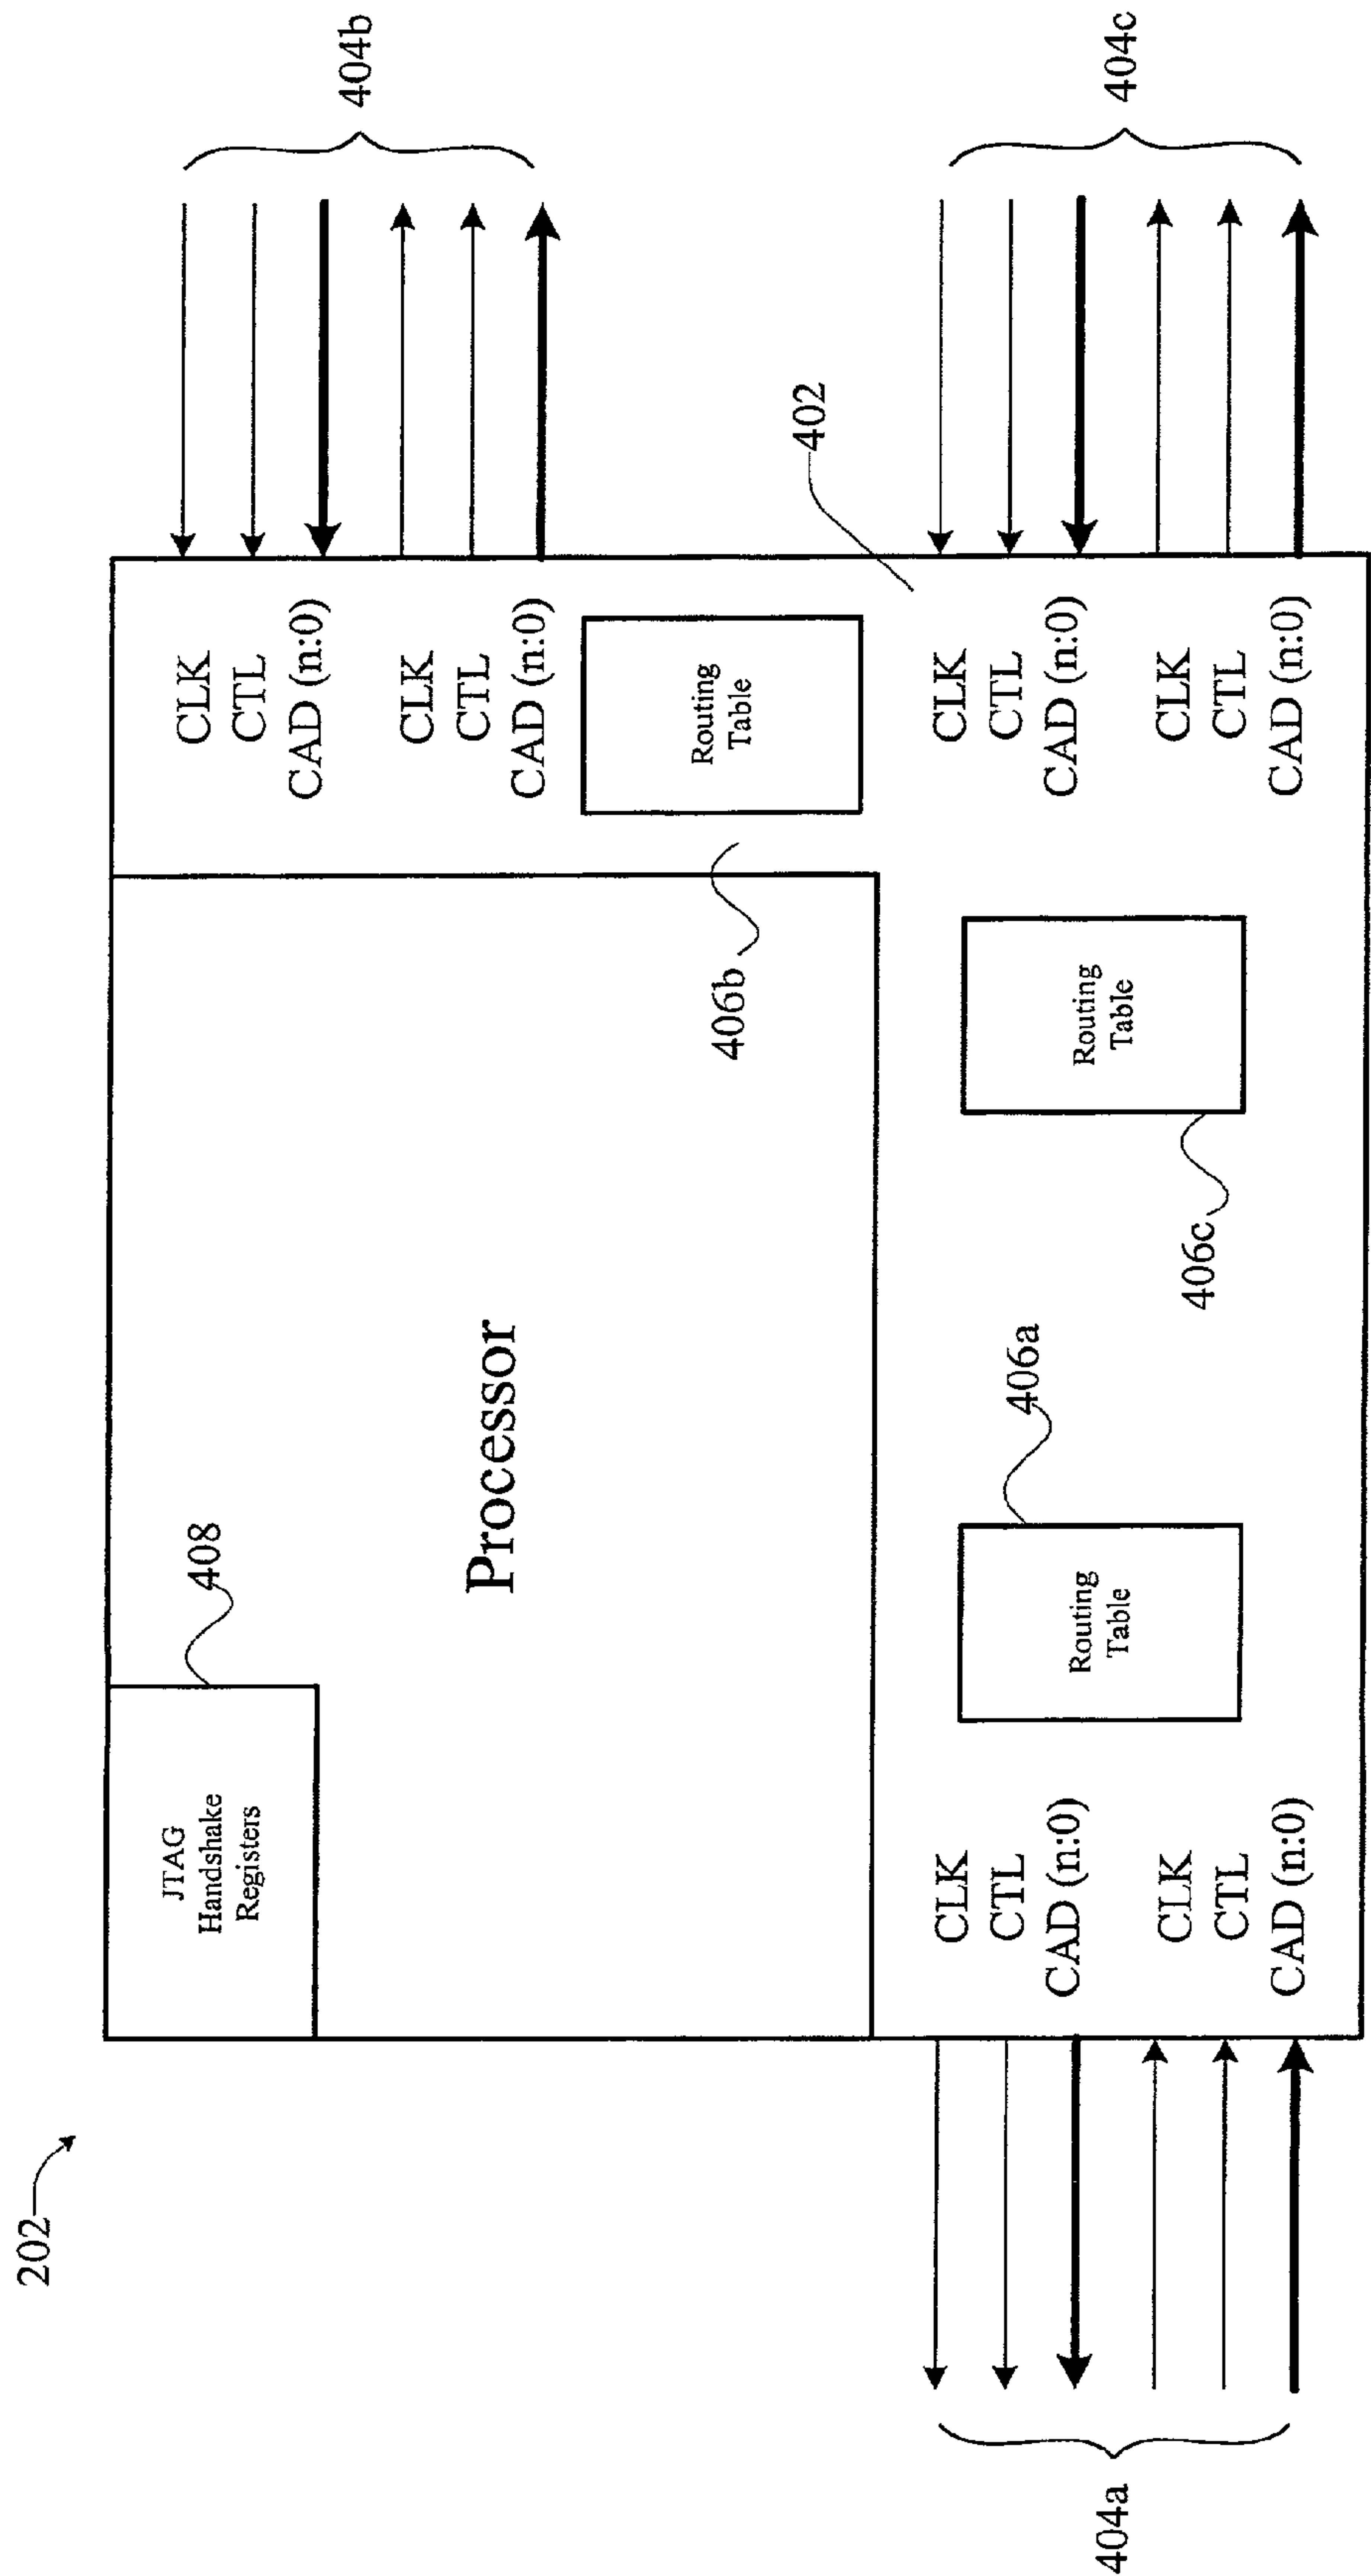 202
JTAG
Handshake
Registers
408
Processor
CLK
CTL
CAD (n:0)
CLK
CTL
CAD (n:0)
404b
Routing
Table
406b
402
404a
CLK
CTL
CAD (n:0)
CLK
CTL
CAD (n:0)
Routing
Table
406a
Routing
Table
406c
CLK
CTL
CAD (n:0)
CLK
CTL
CAD (n:0)
404c